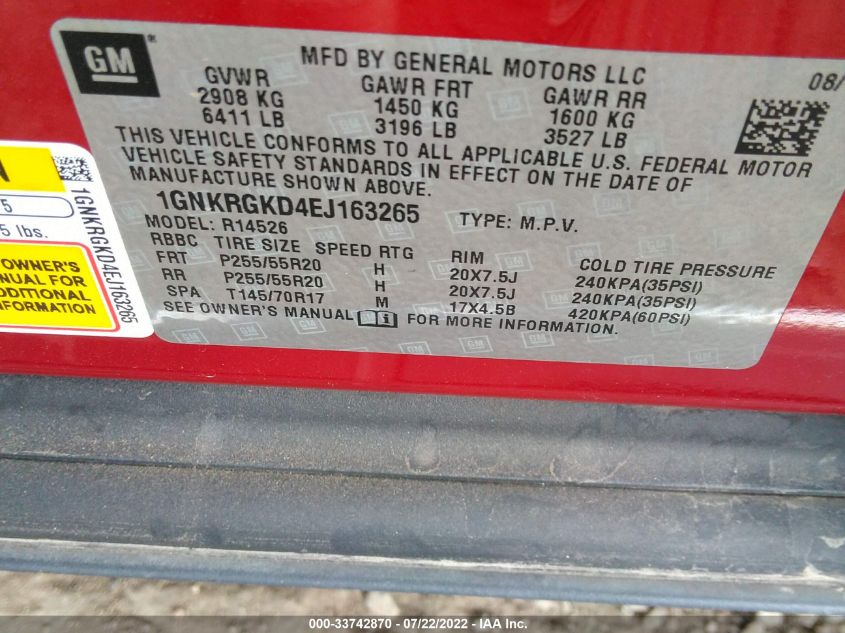 GM
MFD BY GENERAL MOTORS LLC
08/
GVWR GAWR FRT GAWR RR
2908 KG 1450 KG 1600 KG
6411 LB 3196 LB 3527 LB
THIS VEHICLE CONFORMS TO ALL APPLICABLE U.S. FEDERAL MOTOR
VEHICLE SAFETY STANDARDS IN EFFECT ON THE DATE OF
MANUFACTURE SHOWN ABOVE.
1GNKRGKD4EJ163265 TYPE: M.P.V.
MODEL: R14526
RBBC TIRE SIZE SPEED RTG RIM COLD TIRE PRESSURE
FRT P255/55R20 H 20X7.5J 240KPA(35PSI)
RR P255/55R20 H 20X7.5J 240KPA(35PSI)
SPA T145/70R17 M 17X4.5B 420KPA(60PSI)
SEE OWNER'S MANUAL FOR MORE INFORMATION.
N
5
5 lbs.
OWNER'S
MANUAL FOR
ADDITIONAL
INFORMATION
1GNKRGKD4EJ163265
000-33742870 - 07/22/2022 - © IAA Inc.